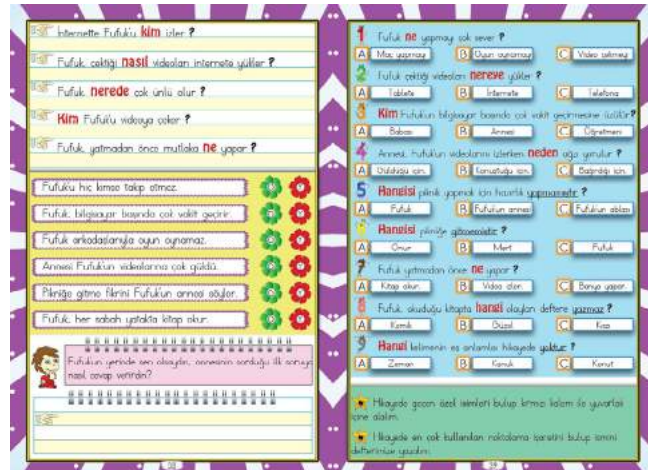 İnternette Fufuk'u kim izler ?
Fufuk, çektiği nasıl videoları internete yükler ?
Fufuk, nerede çok ünlü olur ?
Kim Fufuk'u videoya çeker ?
Fufuk, yatmadan önce mutlaka ne yapar ?
Fufuk'u hiç kimse takip etmez.
Fufuk, bilgisayar başında çok vakit geçirir.
Fufuk arkadaşlarıyla oyun oynamaz.
Annesi Fufuk'un videolarına çok güldü.
Pikniğe gitme fikrini Fufuk'un annesi söyler.
Fufuk, her sabah yatakta kitap okur.
Fufuk'un yerinde sen olsaydın, annesinin sorduğu ilk soruya
nasıl cevap verirdin?
1 Fufuk ne yapmayı çok sever ?
A Maç yapmayı B Oyun oynamayı C Video çekmeyi
2 Fufuk çektiği videoları nereye yükler ?
A Tablete B İnternete C Telefona
3 Kim Fufuk'un bilgisayar başında çok vakit geçirmesine üzülür?
A Babası B Annesi C Öğretmeni
4 Annesi, Fufuk'un videolarını izlerken neden ağzı yorulur ?
A Güldüğü için. B Konuştuğu için. C Bağırdığı için.
5 Hangisi piknik yapmak için hazırlık yapmamıştır ?
A Fufuk B Fufuk'un annesi C Fufuk'un ablası
6 Hangisi pikniğe gitmemiştir ?
A Onur B Mert C Fufuk
7 Fufuk yatmadan önce ne yapar ?
A Kitap okur. B Video izler. C Banyo yapar.
8 Fufuk, okuduğu kitapta hangi olayları deftere yazmaz ?
A Komik B Güzel C Kısa
9 Hangi kelimenin eş anlamlısı hikayede yoktur ?
A Zaman B Konuk C Konut
Hikayede geçen özel isimleri bulup kırmızı kalem ile yuvarlak
içine alalım.
Hikayede en çok kullanılan noktalama işaretini bulup ismini
defterimize yazalım.
38
39